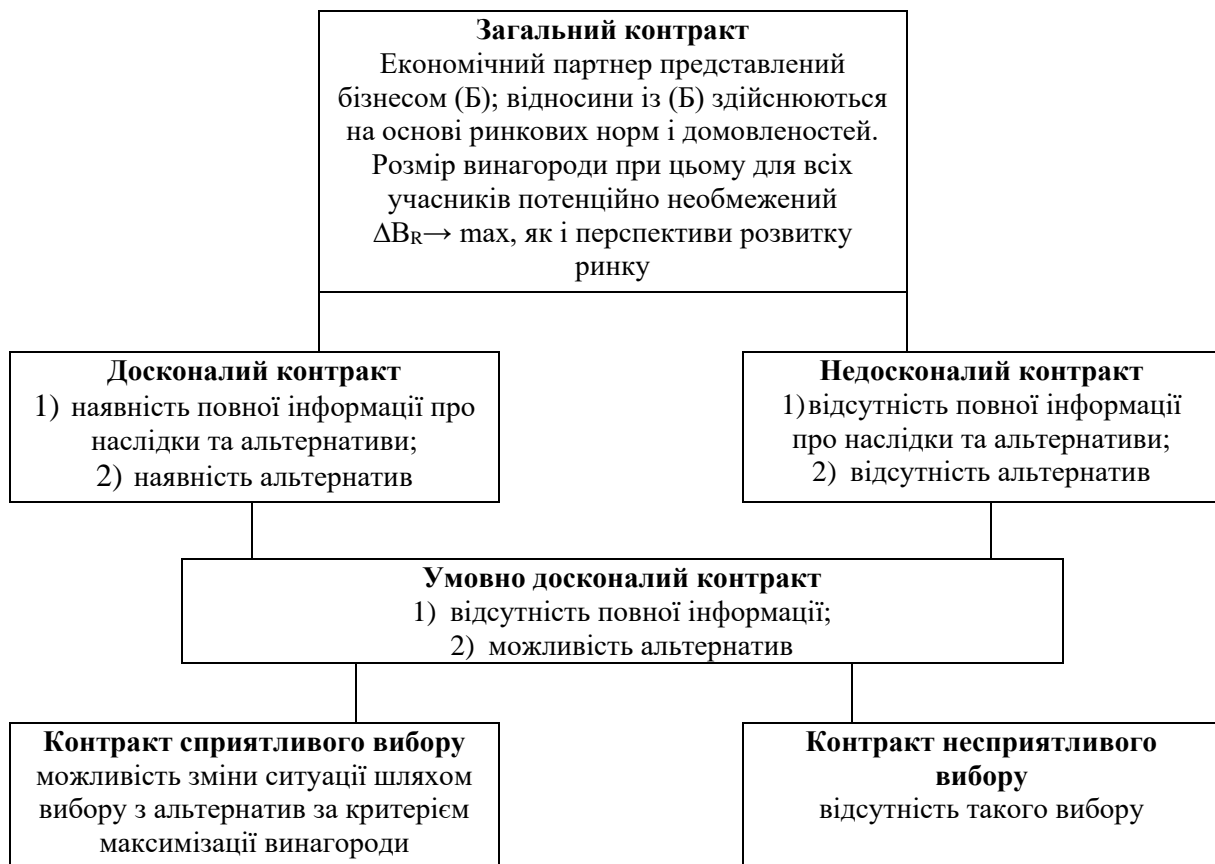 Загальний контракт
Економічний партнер представлений
бізнесом (Б); відносини із (Б) здійснюються
на основі ринкових норм і домовленостей.
Розмір винагороди при цьому для всіх
учасників потенційно необмежений
ΔBR→ max, як і перспективи розвитку
ринку
Досконалий контракт
1) наявність повної інформації про
наслідки та альтернативи;
2) наявність альтернатив
Недосконалий контракт
1)відсутність повної інформації
про наслідки та альтернативи;
2) відсутність альтернатив
Умовно досконалий контракт
1) відсутність повної інформації;
2) можливість альтернатив
Контракт сприятливого вибору
можливість зміни ситуації шляхом
вибору з альтернатив за критерієм
максимізації винагороди
Контракт несприятливого
вибору
відсутність такого вибору